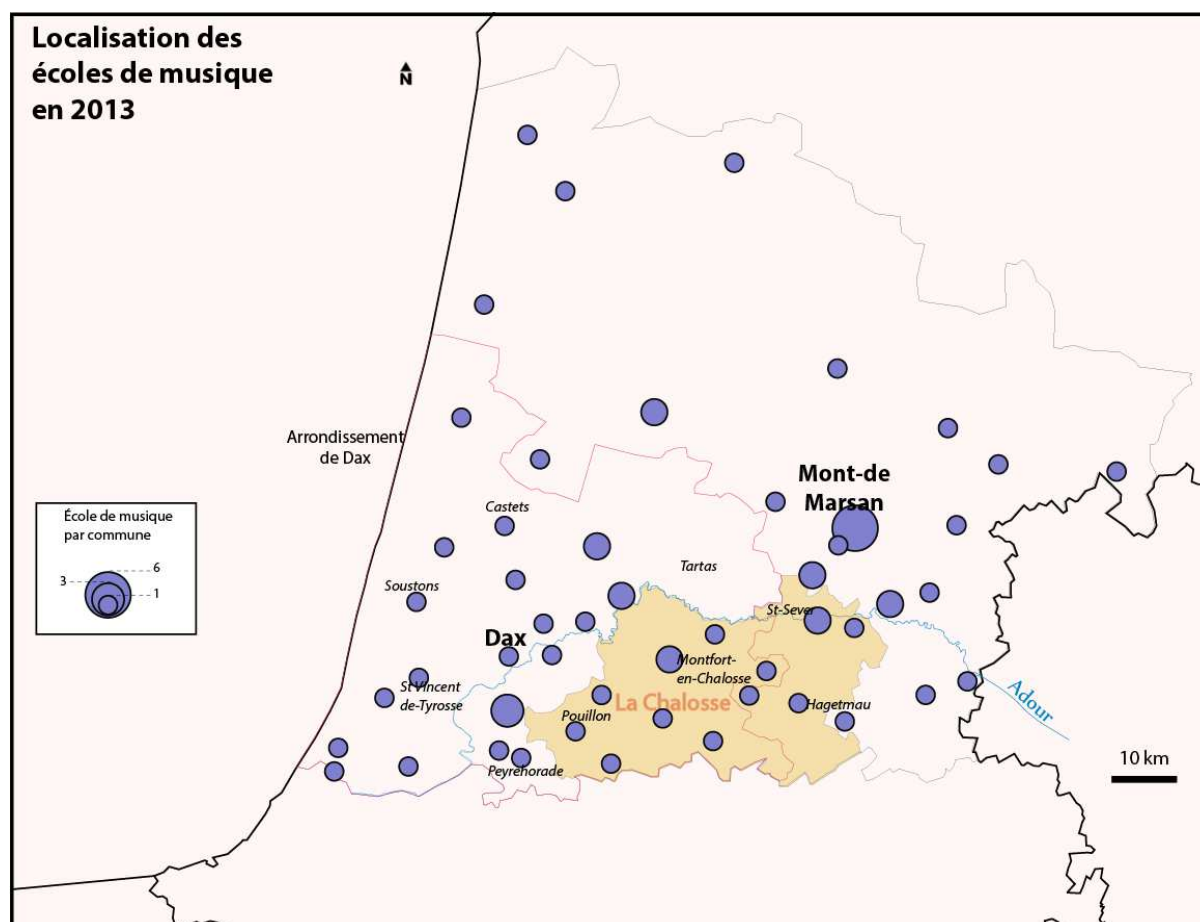 Localisation des
écoles de musique
en 2013
N
Arrondissement
de Dax
Mont-de
Marsan
Castets
École de musique
par commune
6
3
1
Tartas
Soustons
St-Sever
Dax
Montfort-
en-Chalosse
St Vincent
de-Tyrosse
La Chalosse
Hagetmau
Adour
Pouillon
Peyrehorade
10 km